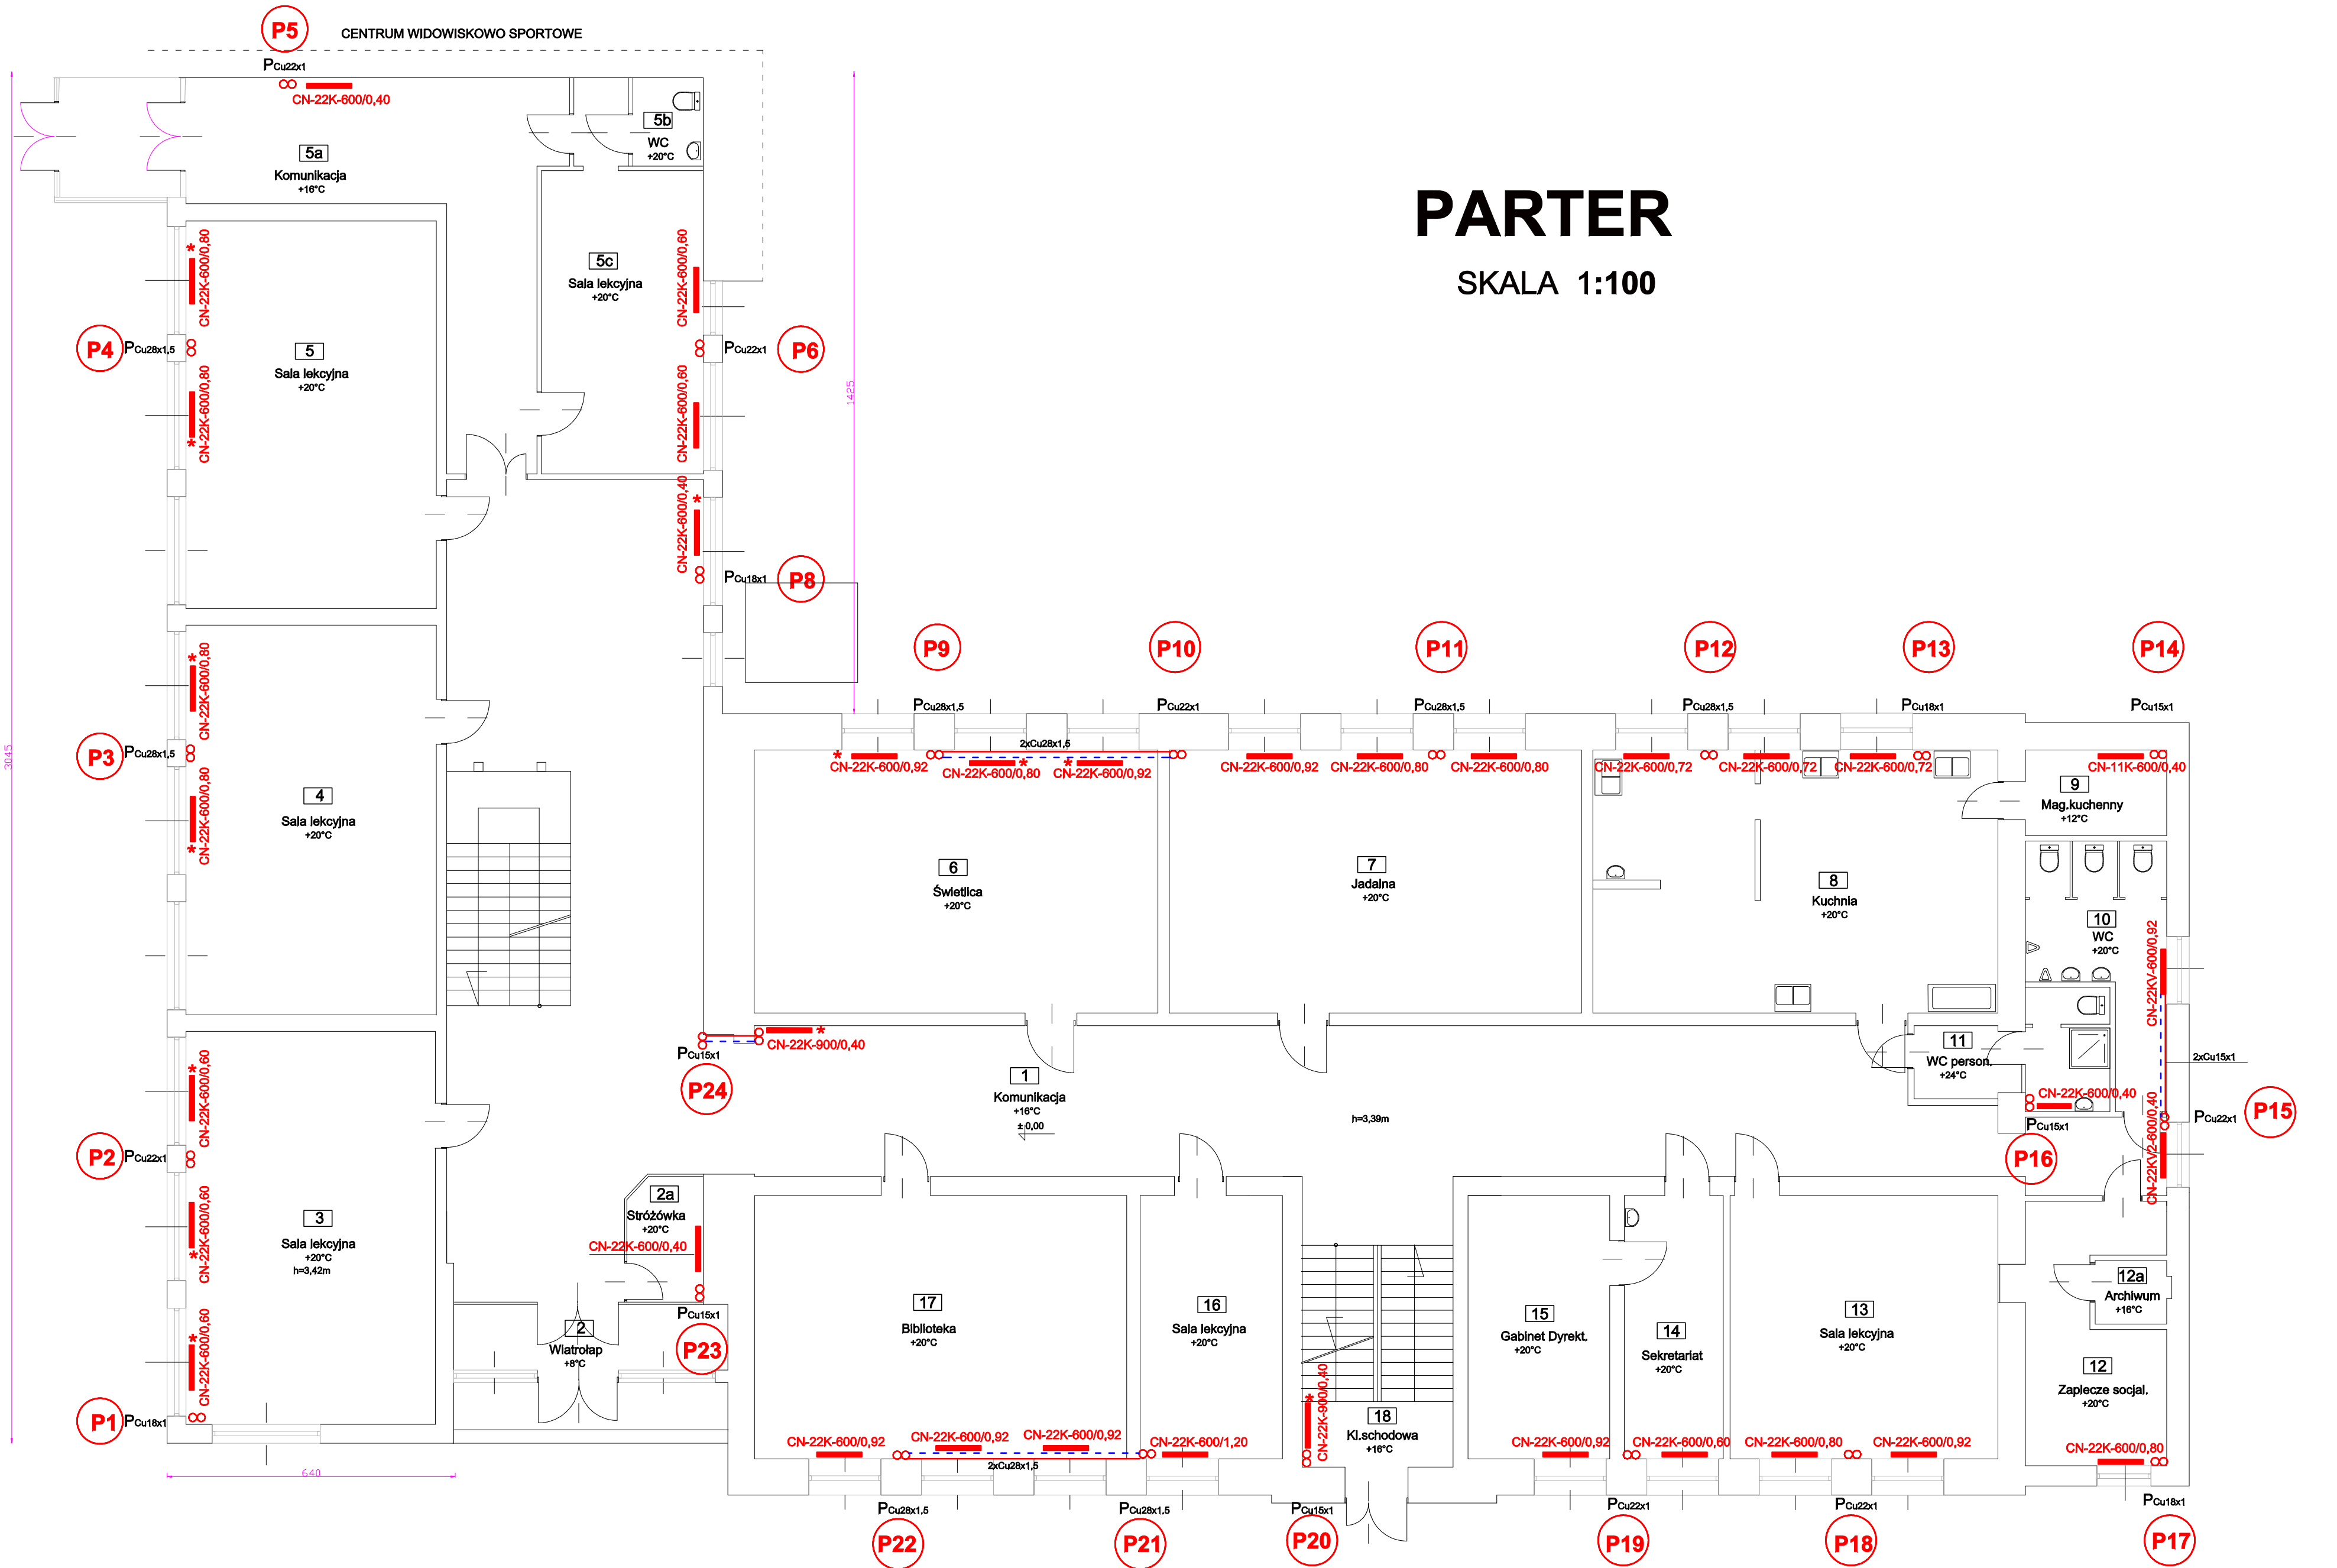 P5
CENTRUM WIDOWISKOWO SPORTOWE
PCu22x1
CN-22K-600/0,40
5b
WC
+20°C
5a
Komunikacja
+16°C
PARTER
SKALA 1:100
CN-22K-600/0,80 *
5c
Sala lekcyjna
+20°C
CN-22K-600/0,60
P4
PCu28x1,5
5
Sala lekcyjna
+20°C
PCu22x1
P6
CN-22K-600/0,80 *
CN-22K-600/0,60
1425
CN-22K-600/0,40 *
PCu18x1
P8
P9
P10
P11
P12
P13
P14
CN-22K-600/0,80 *
PCu28x1,5
PCu22x1
PCu28x1,5
PCu28x1,5
PCu18x1
PCu15x1
P3
PCu28x1,5
3045
2xCu28x1,5
* CN-22K-600/0,92
CN-22K-600/0,80 *
* CN-22K-600/0,92
CN-22K-600/0,92
CN-22K-600/0,80
CN-22K-600/0,80
CN-22K-600/0,72
CN-22K-600/0,72
CN-22K-600/0,72
CN-11K-600/0,40
CN-22K-600/0,80 *
4
Sala lekcyjna
+20°C
9
Mag.kuchenny
+12°C
6
Świetlica
+20°C
7
Jadalna
+20°C
8
Kuchnia
+20°C
10
WC
+20°C
CN-22KV-600/0,92
CN-22K-900/0,40 *
PCu15x1
P24
CN-22K-600/0,60 *
1
Komunikacja
+16°C
± 0,00
h=3,39m
11
WC person.
+24°C
2xCu15x1
CN-22K-600/0,40
PCu15x1
P16
CN-22KV2-600/0,40
PCu22x1
P15
P2
PCu22x1
CN-22K-600/0,60 *
3
Sala lekcyjna
+20°C
h=3,42m
2a
Stróżówka
+20°C
CN-22K-600/0,40
PCu15x1
P23
2
Wiatrołap
+8°C
CN-22K-600/0,60 *
P1
PCu18x1
640
17
Biblioteka
+20°C
16
Sala lekcyjna
+20°C
15
Gabinet Dyrekt.
+20°C
14
Sekretariat
+20°C
13
Sala lekcyjna
+20°C
12a
Archiwum
+16°C
12
Zaplecze socjal.
+20°C
CN-22K-900/0,40 *
18
Kl.schodowa
+16°C
CN-22K-600/0,92
CN-22K-600/0,92
CN-22K-600/0,92
CN-22K-600/1,20
2xCu28x1,5
CN-22K-600/0,92
CN-22K-600/0,60
CN-22K-600/0,80
CN-22K-600/0,92
CN-22K-600/0,80
PCu28x1,5
PCu28x1,5
PCu15x1
PCu22x1
PCu22x1
PCu18x1
P22
P21
P20
P19
P18
P17